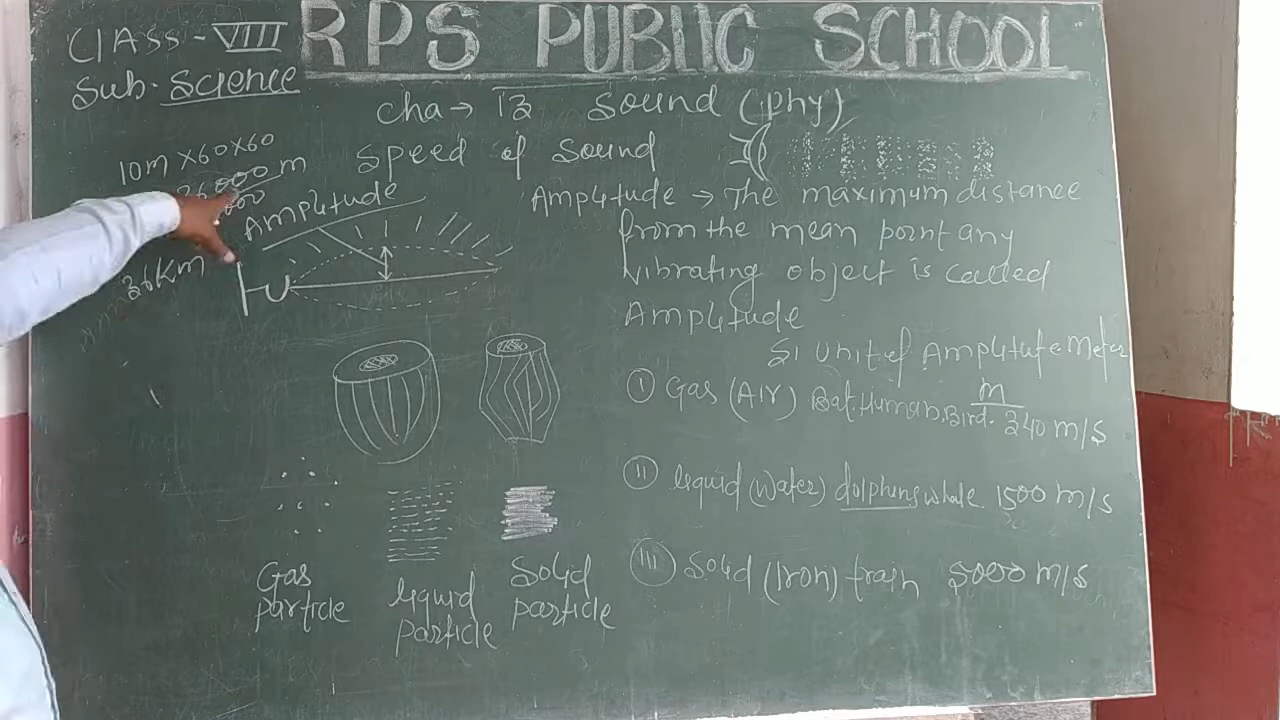 Class - VIII
RPS PUBLIC SCHOOL
Sub. Science
Cha → 13 Sound (Phy)
Speed of Sound
10m x60x60
36000 m
000
36Km
Amplitude
Amplitude → The maximum distance
from the mean point any
vibrating object is called
Amplitude
SI Unit of Amplitute Meter
m
(I) Gas (Air) Bat, Human, Bird. 340 m/s
(II) liquid (Water) dolphins whale 1500 m/s
(III) Solid (Iron) train 5000 m/s
Gas
particle
liquid
particle
Solid
particle